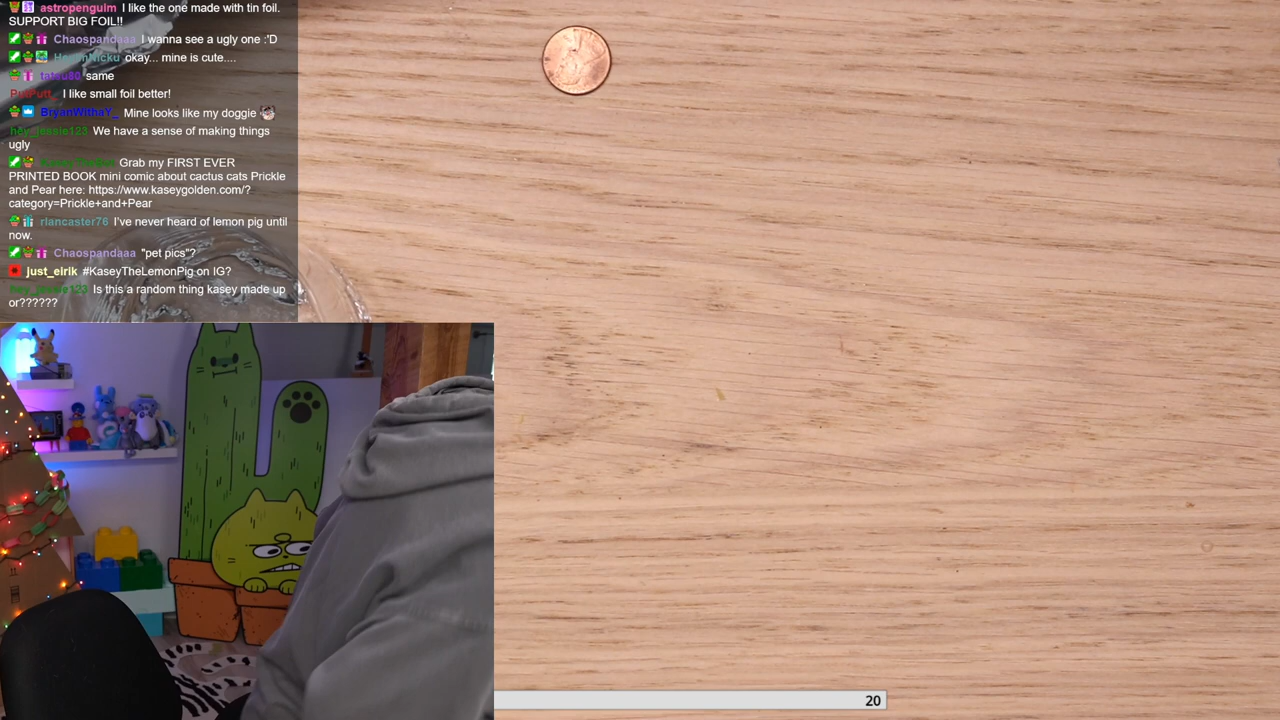 astropenguim I like the one made with tin foil.
SUPPORT BIG FOIL!!
Chaospandaaa I wanna see a ugly one :'D
okay... mine is cute....
tatsu80 same
PutPutt I like small foil better!
BryanWithaY_ Mine looks like my doggie
hey_jessie123 We have a sense of making things
ugly
Grab my FIRST EVER
PRINTED BOOK mini comic about cactus cats Prickle
and Pear here: https://www.kaseygolden.com/?
category=Prickle+and+Pear
rlancaster76 I've never heard of lemon pig until
now.
Chaospandaaa "pet pics"?
just_eirik #KaseyTheLemonPig on IG?
hey_jessie123 Is this a random thing kasey made up
or??????
20